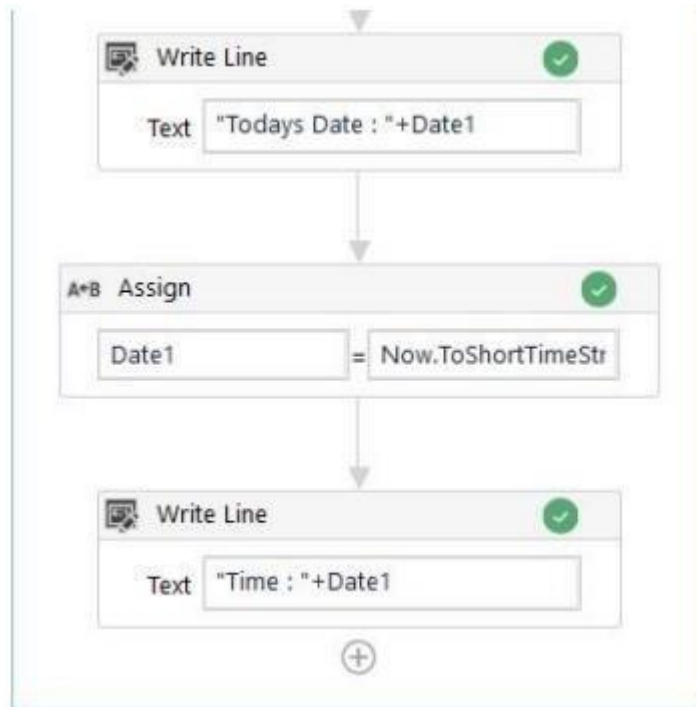 Write Line
Text "Todays Date : "+Date1
A+B Assign
Date1 = Now.ToShortTimeStr
Write Line
Text "Time : "+Date1